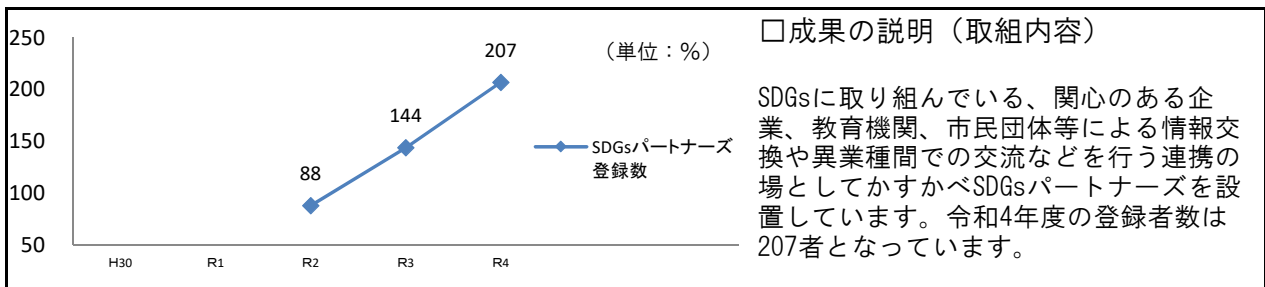 250
200
150
100
50
（単位：％）
88
144
207
SDGsパートナーズ
登録数
H30
R1
R2
R3
R4
□成果の説明（取組内容）
SDGsに取り組んでいる、関心のある企
業、教育機関、市民団体等による情報交
換や異業種間での交流などを行う連携の
場としてかすかべSDGsパートナーズを設
置しています。令和4年度の登録者数は
207者となっています。